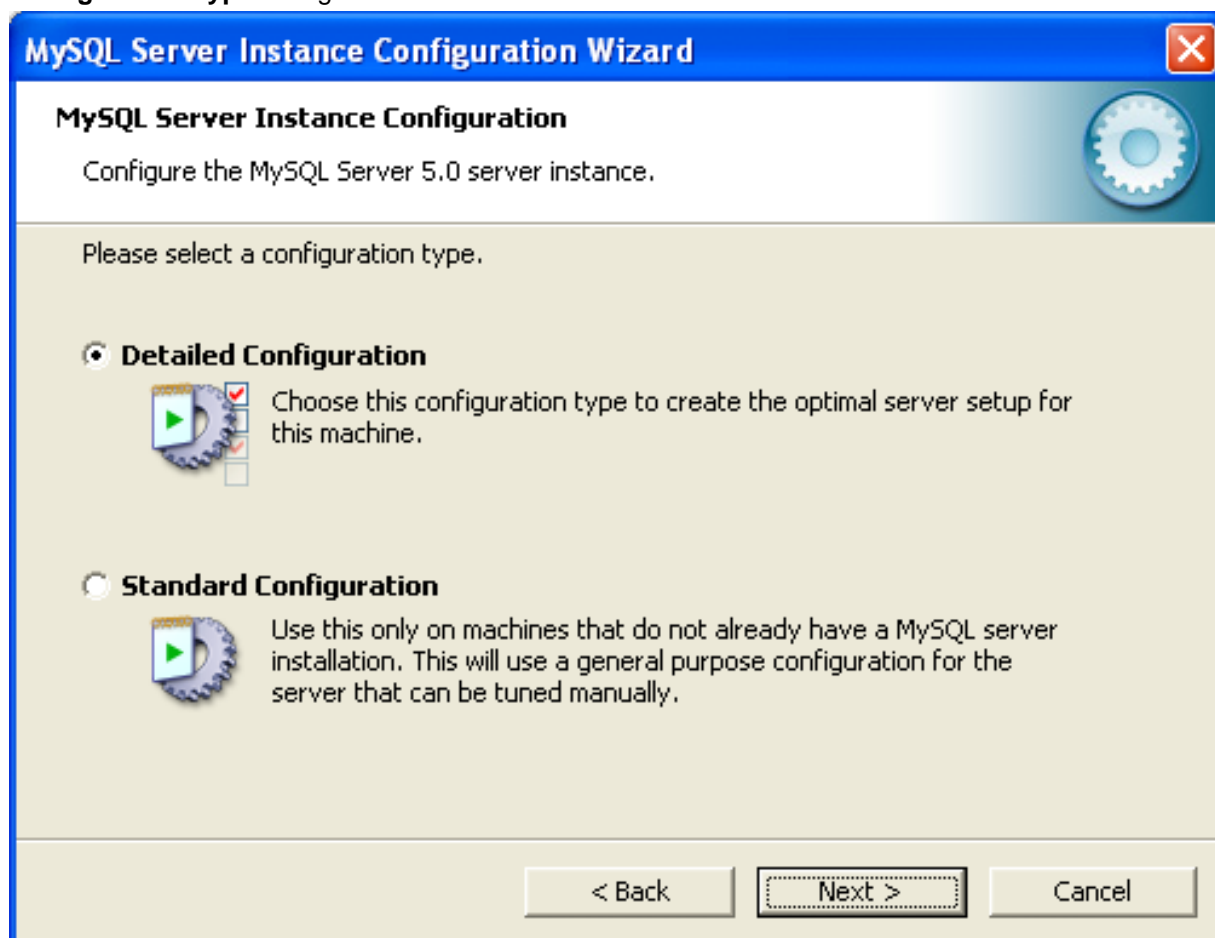 MySQL Server Instance Configuration Wizard
MySQL Server Instance Configuration
Configure the MySQL Server 5.0 server instance.
Please select a configuration type.
Detailed Configuration
Choose this configuration type to create the optimal server setup for
this machine.
Standard Configuration
Use this only on machines that do not already have a MySQL server
installation. This will use a general purpose configuration for the
server that can be tuned manually.
< Back
Next >
Cancel